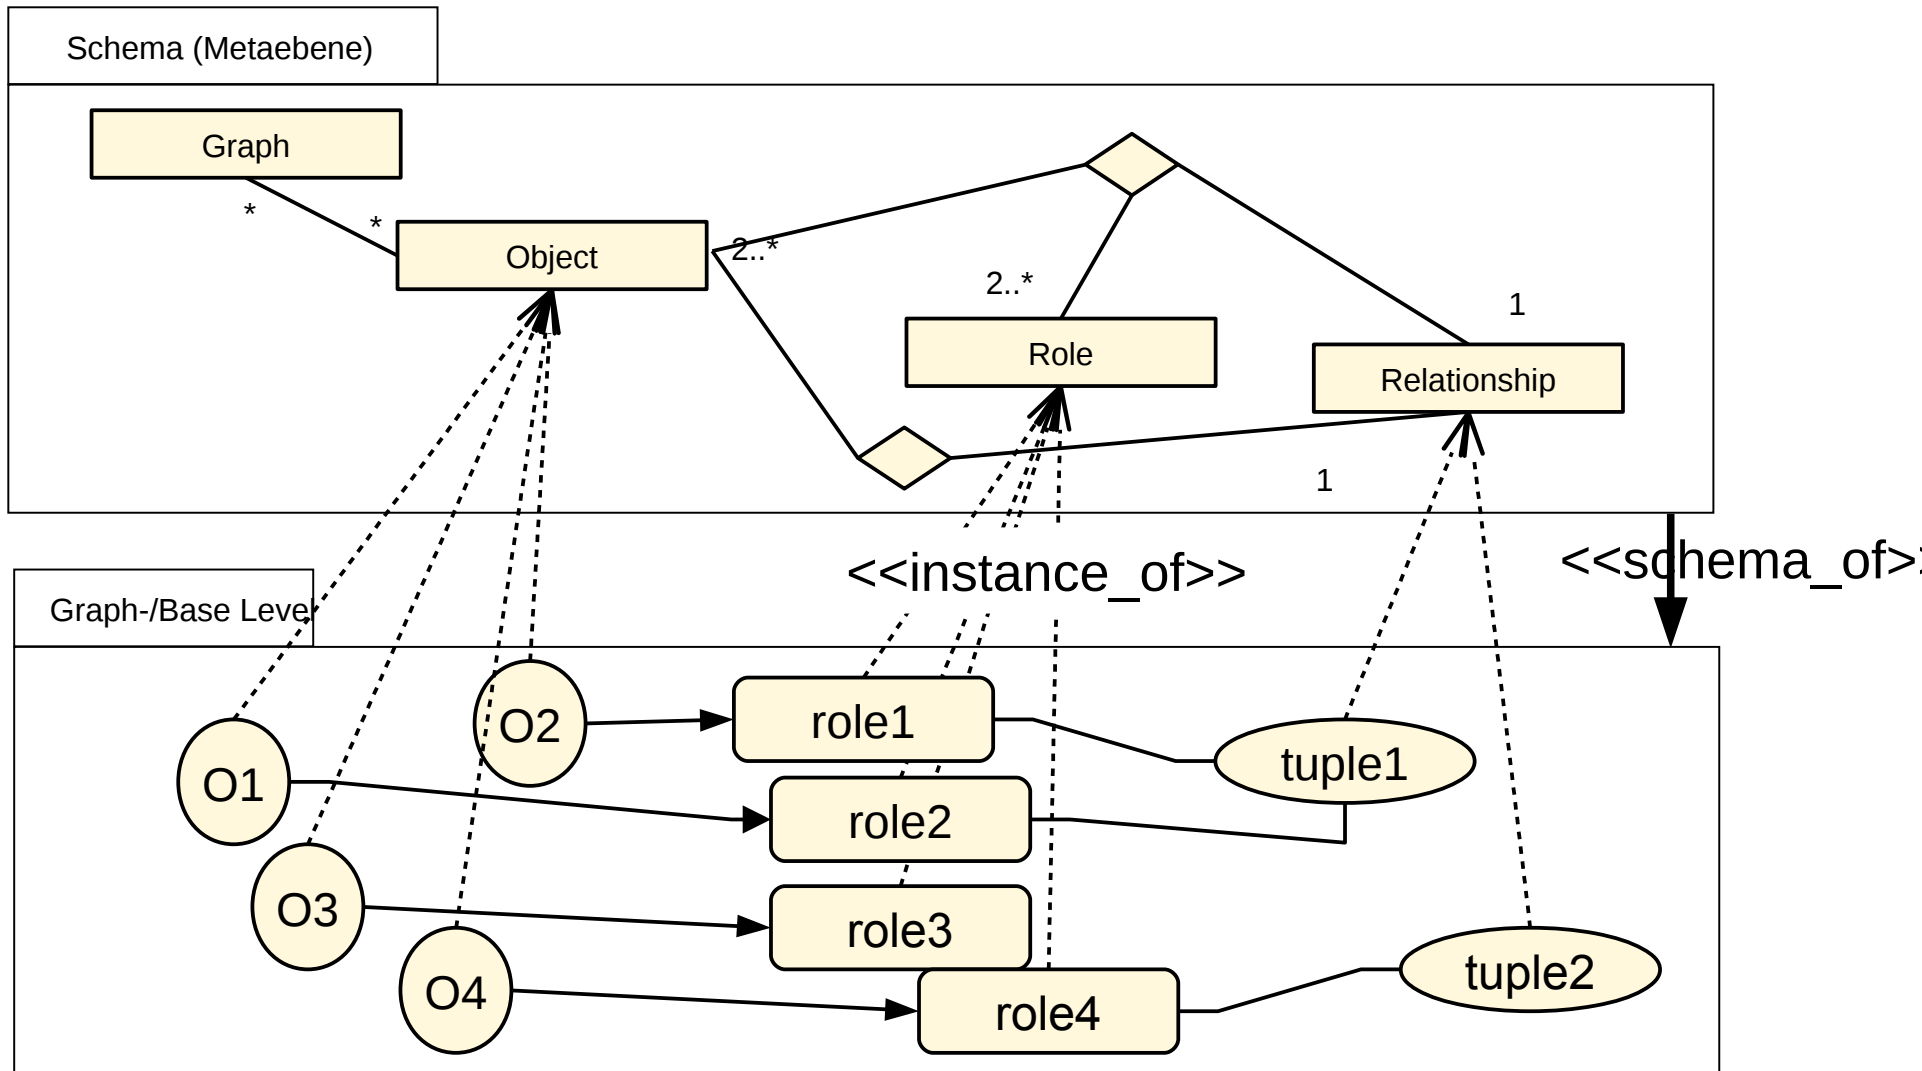 Schema (Metaebene)
Graph
*
*
Object
2..*
2..*
1
Role
Relationship
1
<<instance_of>>
<<schema_of>
Graph-/Base Level
O2
role1
O1
tuple1
role2
O3
role3
O4
tuple2
role4